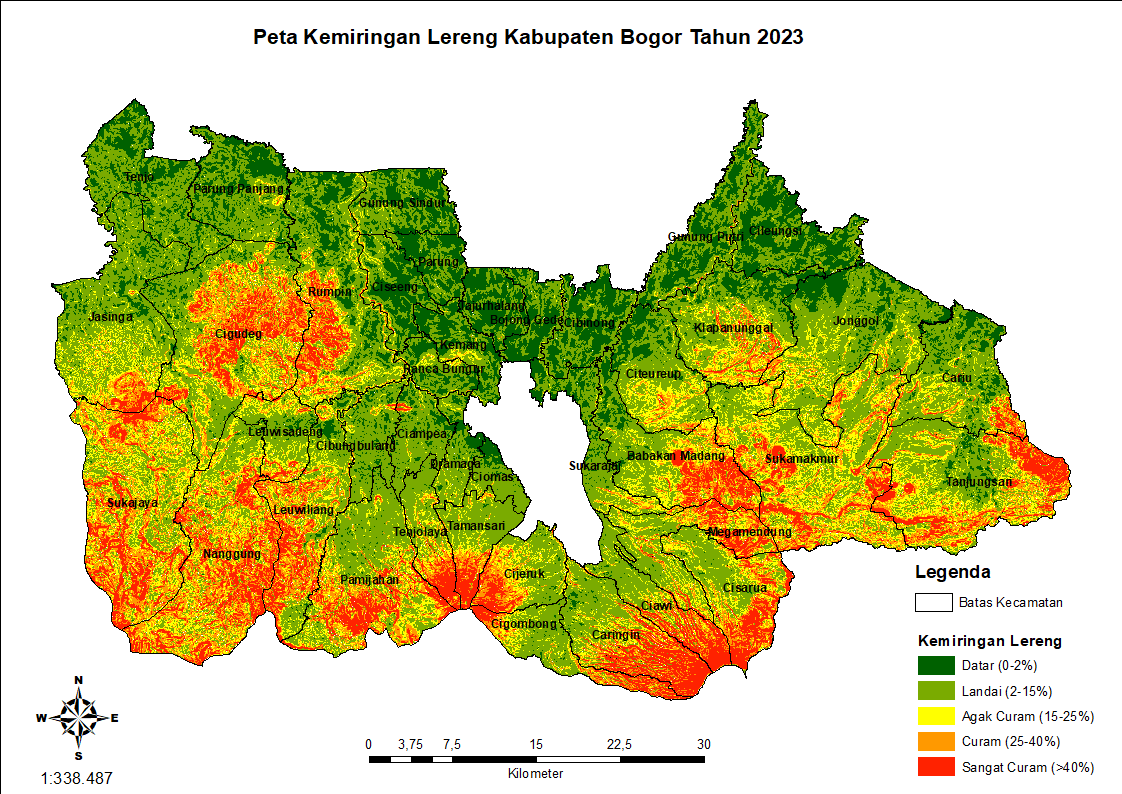 Peta Kemiringan Lereng Kabupaten Bogor Tahun 2023
Tenjo
Parung Panjang
Gunung Sindur
Gunung Putri
Cileungsi
Parung
Ciseeng
Rumpin
Jasinga
Cigudeg
Bojong Gede
Cibinong
Klapanunggal
Jonggol
Kemang
Ranca Bungur
Citeureup
Cariu
Leuwisadeng
Cibungbulang
Ciampea
Dramaga
Ciomas
Sukaraja
Babakan Madang
Sukamakmur
Tanjungsari
Sukajaya
Leuwiliang
Nanggung
Tenjolaya
Tamansari
Megamendung
Pamijahan
Cijeruk
Cisarua
Ciawi
Cigombong
Caringin
Legenda
Batas Kecamatan
Kemiringan Lereng
Datar (0-2%)
Landai (2-15%)
Agak Curam (15-25%)
Curam (25-40%)
Sangat Curam (>40%)
N
W E
S
1:338.487
0 3,75 7,5 15 22,5 30
Kilometer